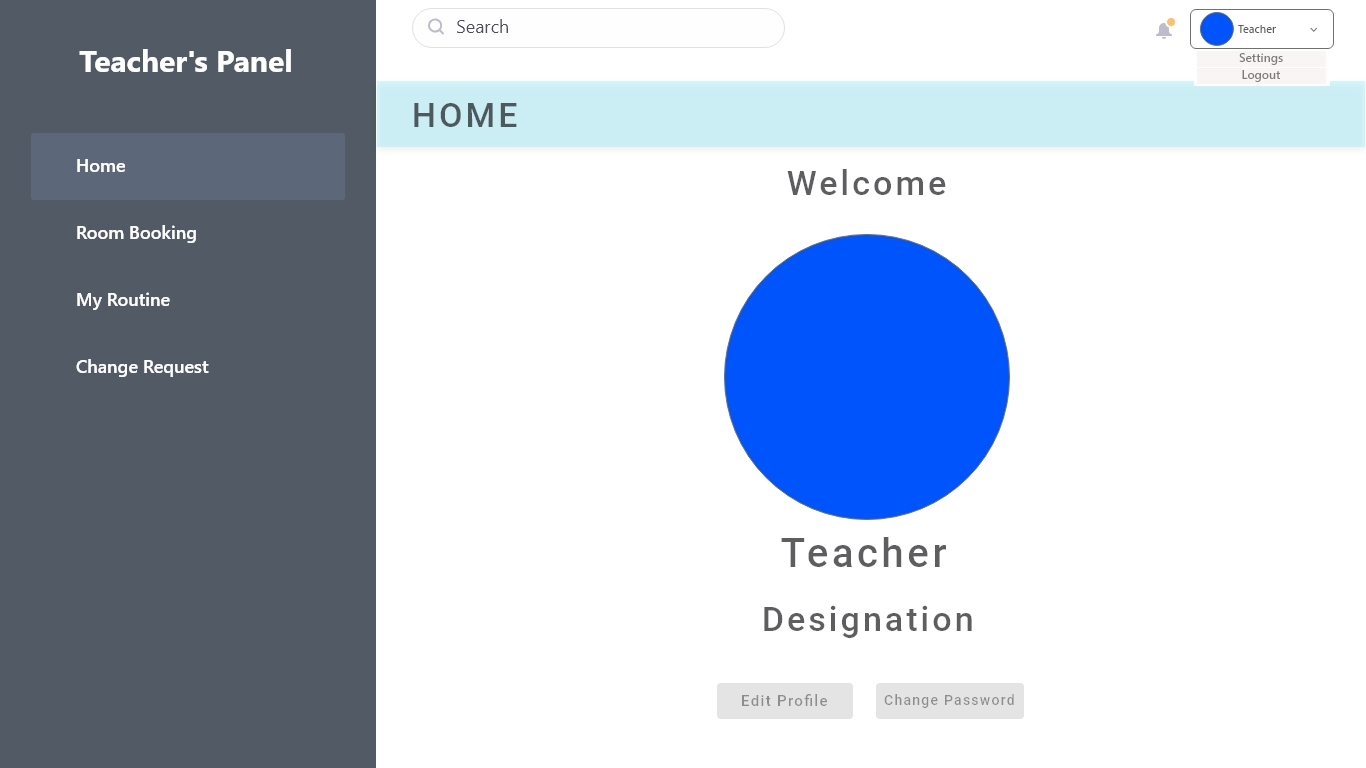 Teacher's Panel
Home
Room Booking
My Routine
Change Request
Search
Teacher
Settings
Logout
HOME
Welcome
Teacher
Designation
Edit Profile
Change Password